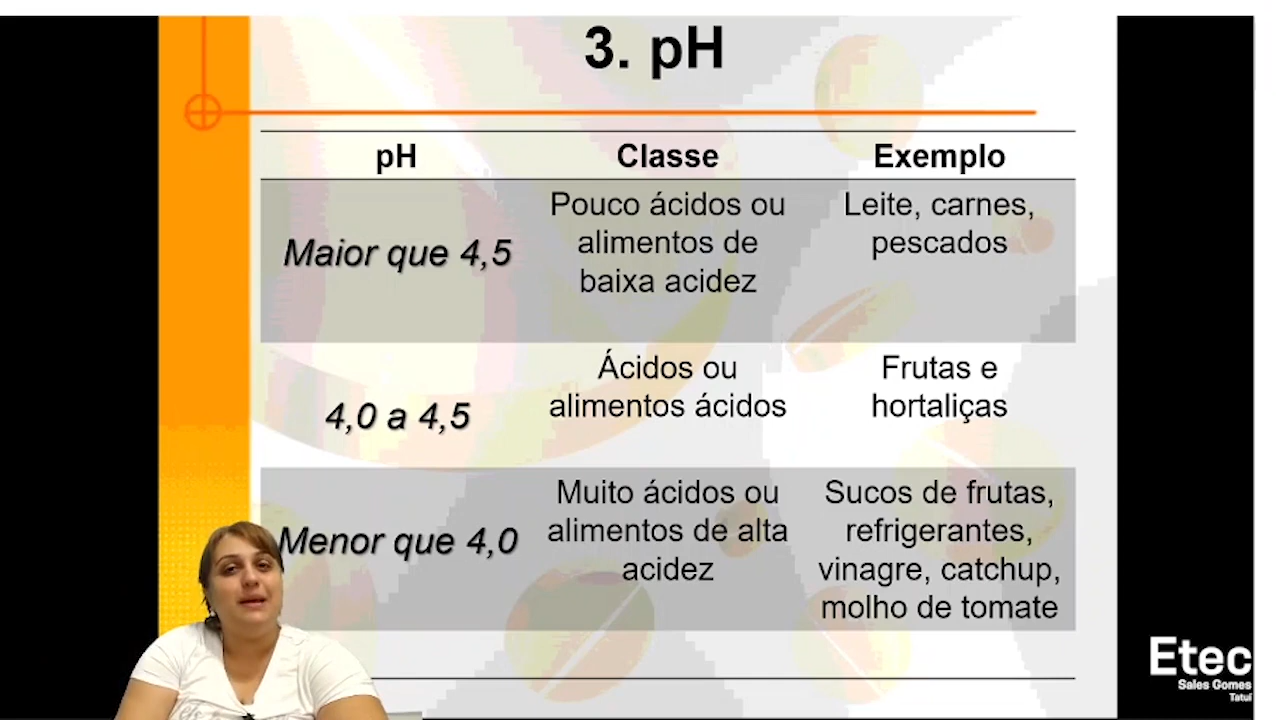 3. pH
pH Classe Exemplo
Maior que 4,5
Pouco ácidos ou
alimentos de
baixa acidez
Leite, carnes,
pescados
4,0 a 4,5
Ácidos ou
alimentos ácidos
Frutas e
hortaliças
Menor que 4,0
Muito ácidos ou
alimentos de alta
acidez
Sucos de frutas,
refrigerantes,
vinagre, catchup,
molho de tomate
Etec
Sales Gomes
Tatuí